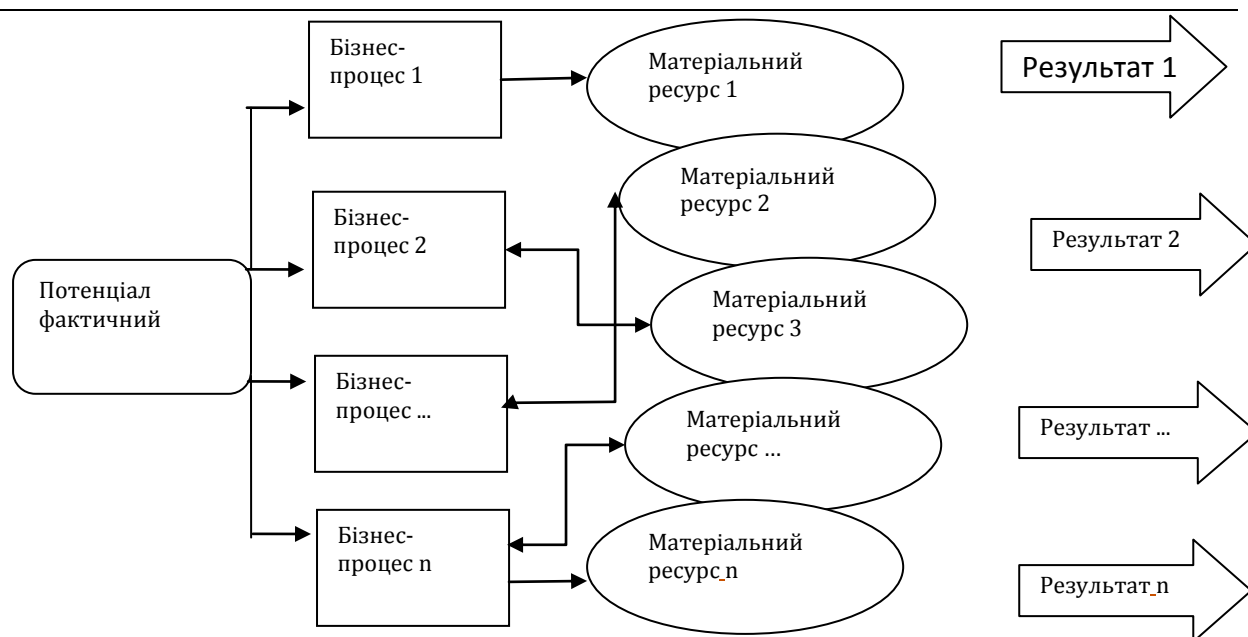 Бізнес-
процес 1
Матеріальний
ресурс 1
Результат 1
Бізнес-
процес 2
Матеріальний
ресурс 2
Результат 2
Потенціал
фактичний
Матеріальний
ресурс 3
Бізнес-
процес ...
Матеріальний
ресурс ...
Результат ...
Бізнес-
процес n
Матеріальний
ресурс n
Результат n